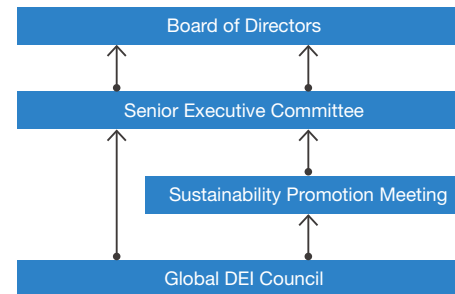 Board of Directors
Senior Executive Committee
Sustainability Promotion Meeting
Global DEI Council